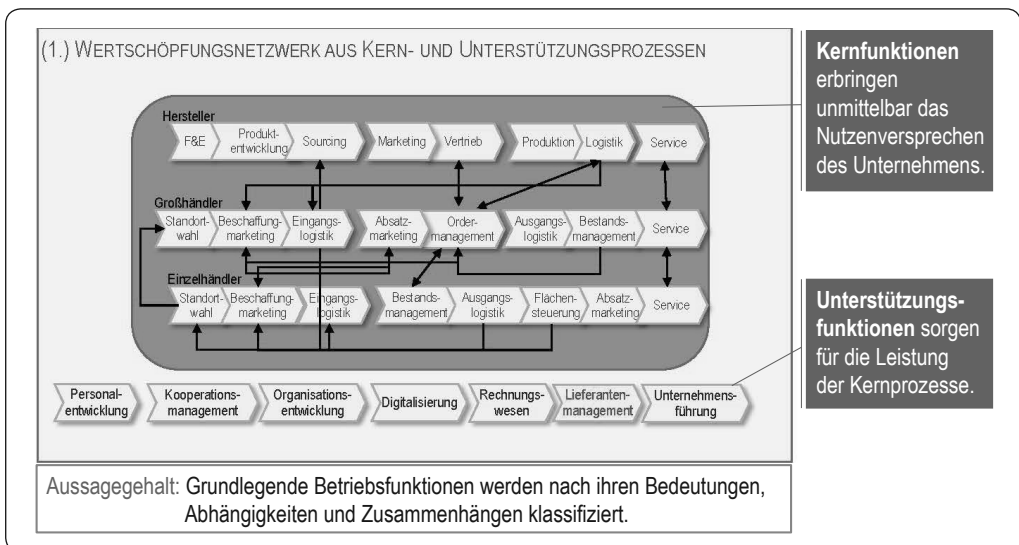 (1.) WERTSCHÖPFUNGSNETZWERK AUS KERN- UND UNTERSTÜTZUNGSPROZESSEN
Hersteller
F&E
Produkt-
entwicklung
Sourcing
Marketing
Vertrieb
Produktion
Logistik
Service
Großhändler
Standort-
wahl
Beschaffung-
marketing
Eingangs-
logistik
Absatz-
marketing
Order-
management
Ausgangs-
logistik
Bestands-
management
Service
Einzelhändler
Standort-
wahl
Beschaffung-
marketing
Eingangs-
logistik
Bestands-
management
Ausgangs-
logistik
Flächen-
steuerung
Absatz-
marketing
Service
Personal-
entwicklung
Kooperations-
management
Organisations-
entwicklung
Digitalisierung
Rechnungs-
wesen
Lieferanten-
management
Unternehmens-
führung
Kernfunktionen
erbringen
unmittelbar das
Nutzenversprechen
des Unternehmens.
Unterstützungs-
funktionen sorgen
für die Leistung
der Kernprozesse.
Aussagegehalt: Grundlegende Betriebsfunktionen werden nach ihren Bedeutungen,
Abhängigkeiten und Zusammenhängen klassifiziert.